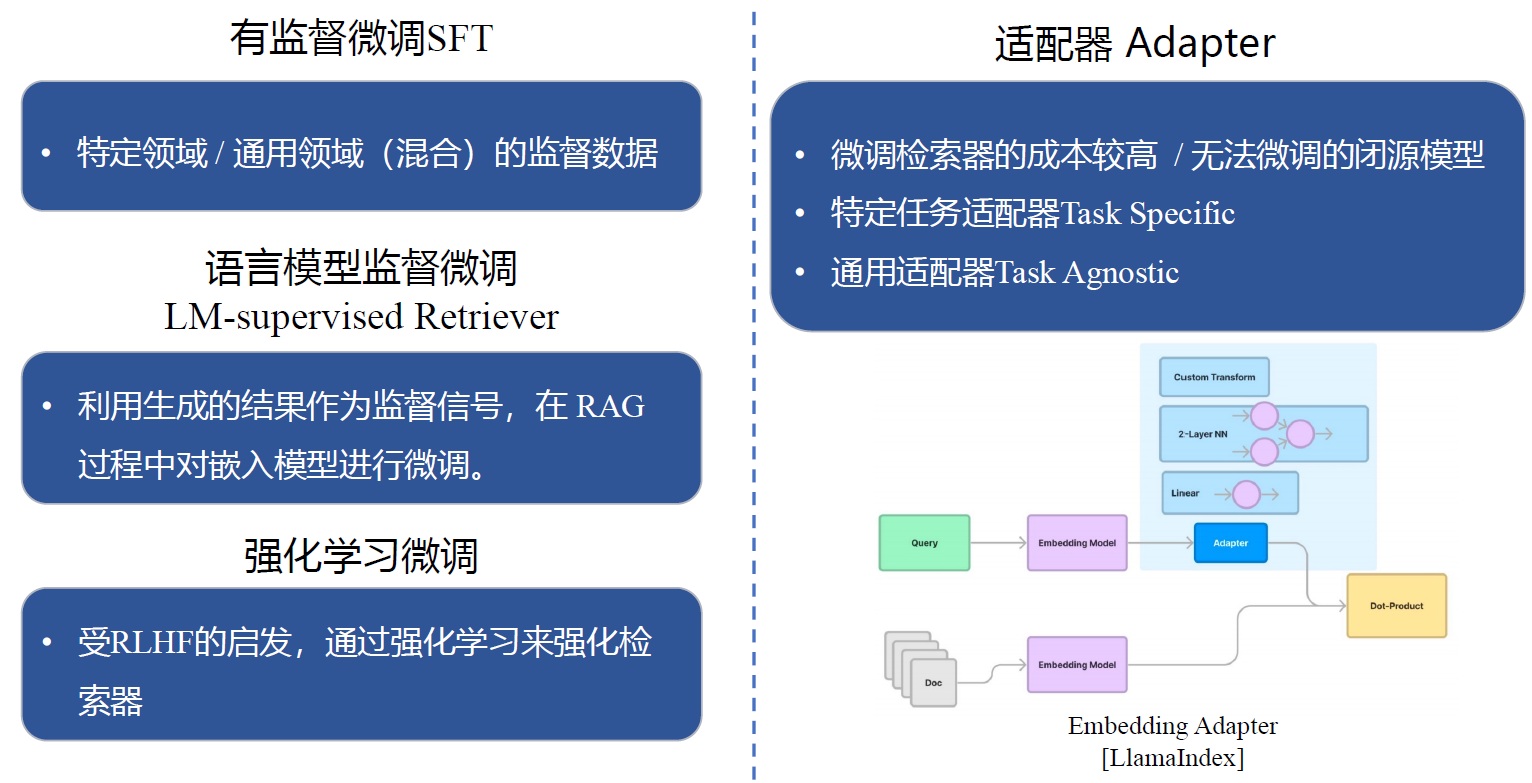 有监督微调SFT
• 特定领域 / 通用领域（混合）的监督数据
语言模型监督微调
LM-supervised Retriever
• 利用生成的结果作为监督信号，在 RAG
过程中对嵌入模型进行微调。
强化学习微调
• 受RLHF的启发，通过强化学习来强化检
索器
适配器 Adapter
• 微调检索器的成本较高 / 无法微调的闭源模型
• 特定任务适配器Task Specific
• 通用适配器Task Agnostic
Custom Transform
2-Layer NN
Linear
Query
Embedding Model
Adapter
Dot-Product
Doc
Embedding Model
Embedding Adapter
[LlamaIndex]